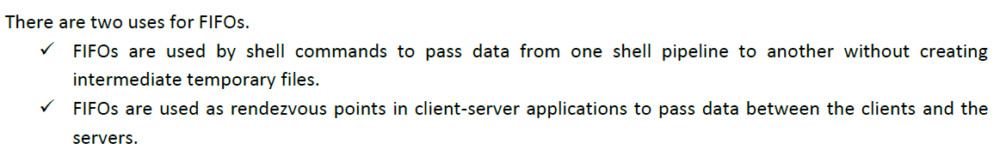 There are two uses for FIFOs.
✓ FIFOs are used by shell commands to pass data from one shell pipeline to another without creating
intermediate temporary files.
✓ FIFOs are used as rendezvous points in client-server applications to pass data between the clients and the
servers.